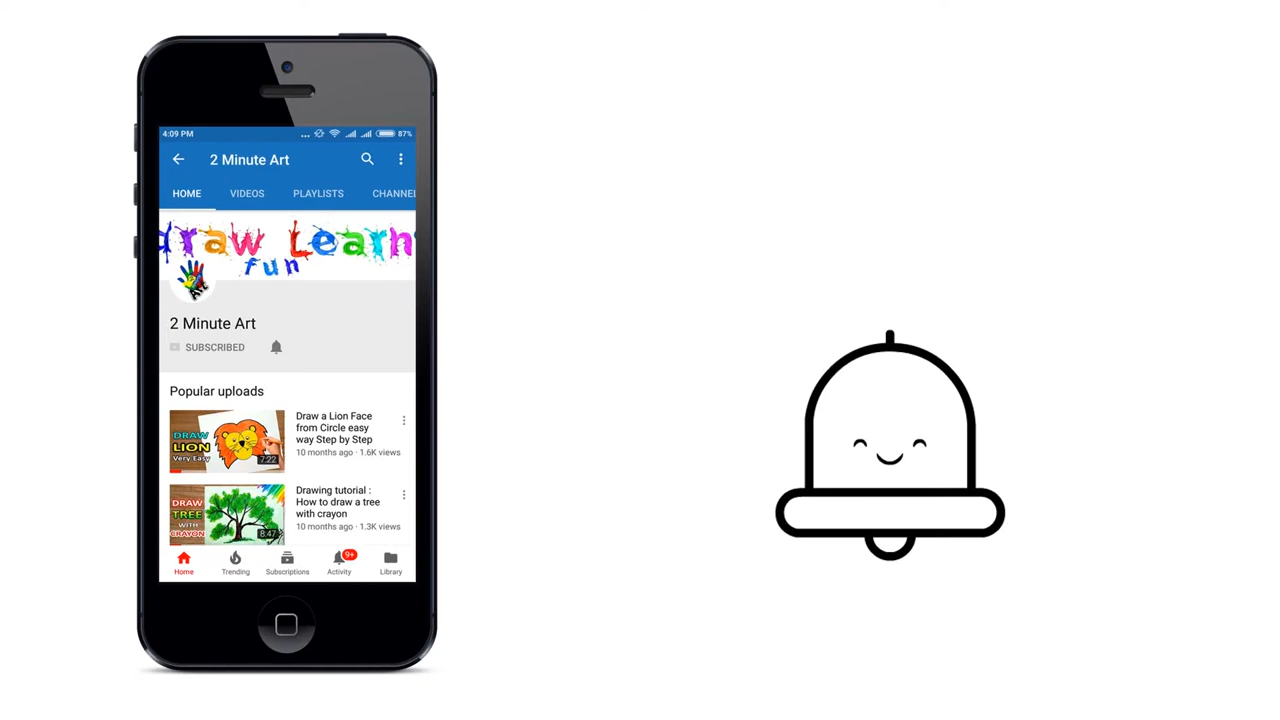 4:09 PM
87%
2 Minute Art
HOME VIDEOS PLAYLISTS CHANNEL
draw Learn
fun
Art
2 Minute Art
SUBSCRIBED
Popular uploads
DRAW
LION
Very Easy
7:22
Draw a Lion Face
from Circle easy
way Step by Step
10 months ago · 1.6K views
DRAW
TREE
WITH
CRAYON
8:47
Drawing tutorial :
How to draw a tree
with crayon
10 months ago · 1.3K views
9+
Home Trending Subscriptions Activity Library